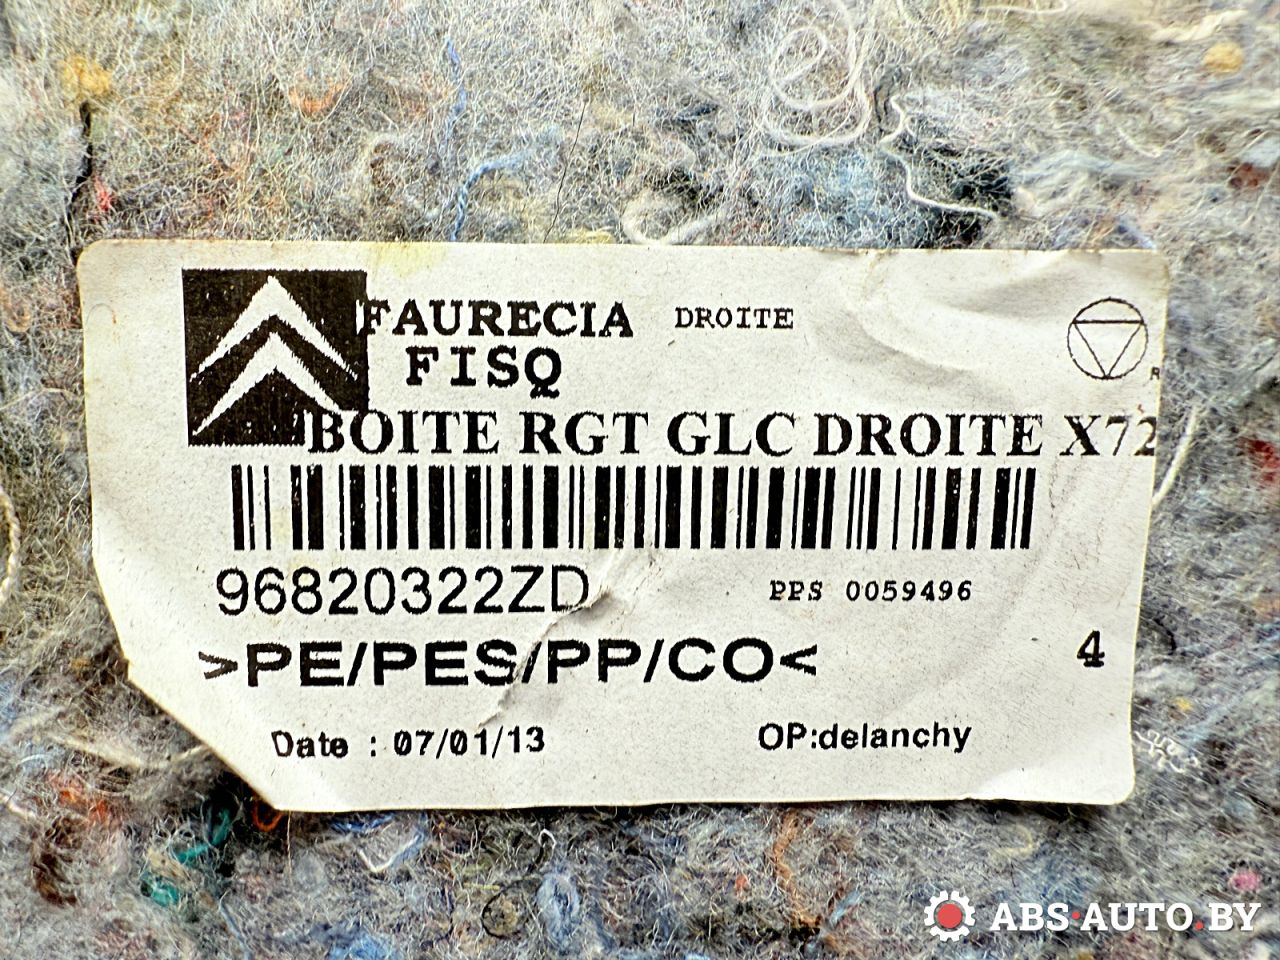 FAURECIA DROITE
FISQ
R
BOITE RGT GLC DROITE X72
96820322ZD PPS 0059496
>PE/PES/PP/CO< 4
Date : 07/01/13 OP:delanchy
ABS-AUTO.BY